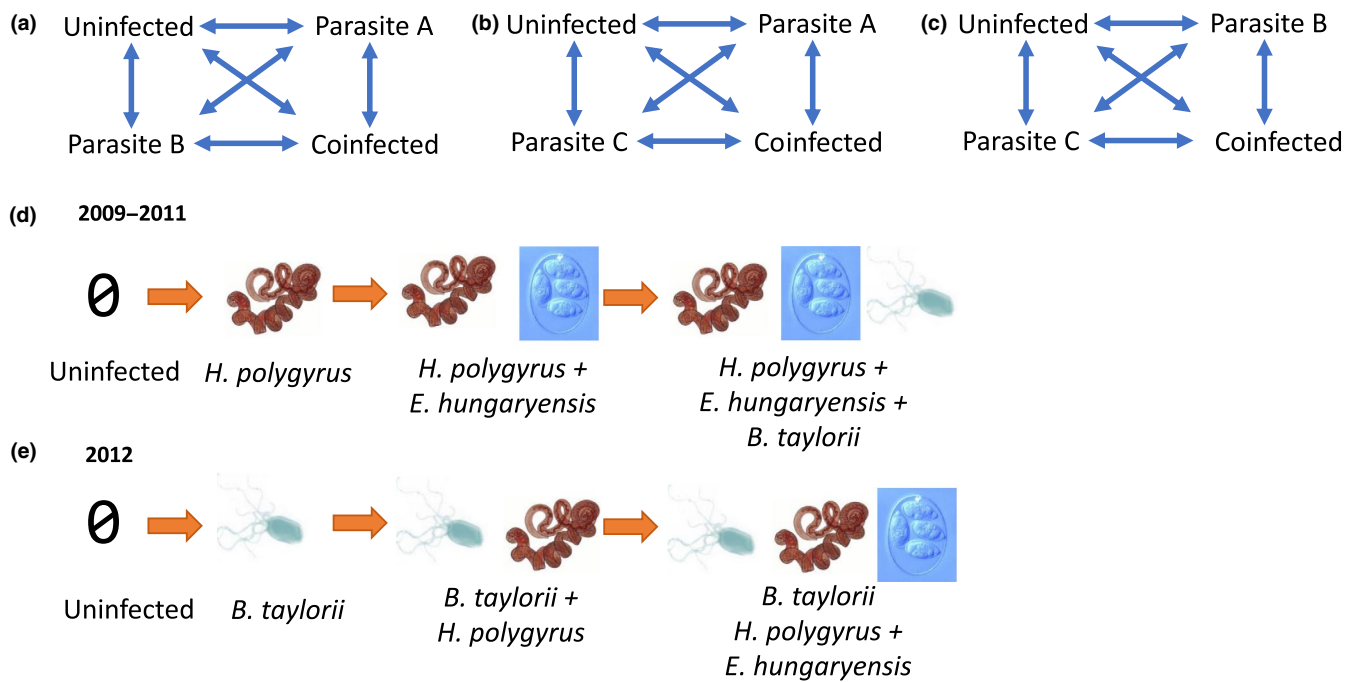 (a) Uninfected Parasite A
Parasite B Coinfected
(b) Uninfected Parasite A
Parasite C Coinfected
(c) Uninfected Parasite B
Parasite C Coinfected
(d) 2009–2011
0
Uninfected
H. polygyrus
H. polygyrus +
E. hungaryensis
H. polygyrus +
E. hungaryensis +
B. taylorii
(e) 2012
0
Uninfected
B. taylorii
B. taylorii +
H. polygyrus
B. taylorii
H. polygyrus +
E. hungaryensis